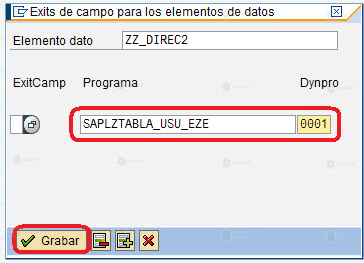 Exits de campo para los elementos de datos
Elemento dato ZZ_DIREC2
ExitCamp Programa Dynpro
SAPLZTABLA_USU_EZE 0001
Grabar